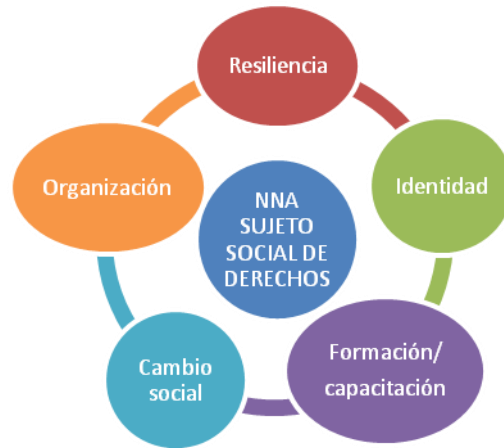 Resiliencia
Identidad
Formación/
capacitación
Cambio
social
Organización
NNA
SUJETO
SOCIAL DE
DERECHOS